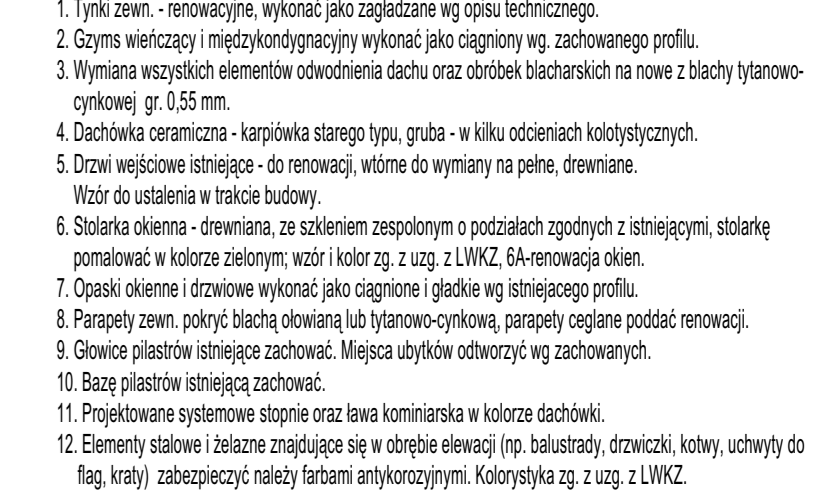 1. Tynki zewn. - renowacyjne, wykonać jako zagładzane wg opisu technicznego.
2. Gzyms wieńczący i międzykondygnacyjny wykonać jako ciągniony wg. zachowanego profilu.
3. Wymiana wszystkich elementów odwodnienia dachu oraz obróbek blacharskich na nowe z blachy tytanowo-
cynkowej gr. 0,55 mm.
4. Dachówka ceramiczna - karpiówka starego typu, gruba - w kilku odcieniach kolotystycznych.
5. Drzwi wejściowe istniejące - do renowacji, wtórne do wymiany na pełne, drewniane.
Wzór do ustalenia w trakcie budowy.
6. Stolarka okienna - drewniana, ze szkleniem zespolonym o podziałach zgodnych z istniejącymi, stolarkę
pomalować w kolorze zielonym; wzór i kolor zg. z uzg. z LWKZ, 6A-renowacja okien.
7. Opaski okienne i drzwiowe wykonać jako ciągnione i gładkie wg istniejacego profilu.
8. Parapety zewn. pokryć blachą ołowianą lub tytanowo-cynkową, parapety ceglane poddać renowacji.
9. Głowice pilastrów istniejące zachować. Miejsca ubytków odtworzyć wg zachowanych.
10. Bazę pilastrów istniejącą zachować.
11. Projektowane systemowe stopnie oraz ława kominiarska w kolorze dachówki.
12. Elementy stalowe i żelazne znajdujące się w obrębie elewacji (np. balustrady, drzwiczki, kotwy, uchwyty do
flag, kraty) zabezpieczyć należy farbami antykorozyjnymi. Kolorystyka zg. z uzg. z LWKZ.